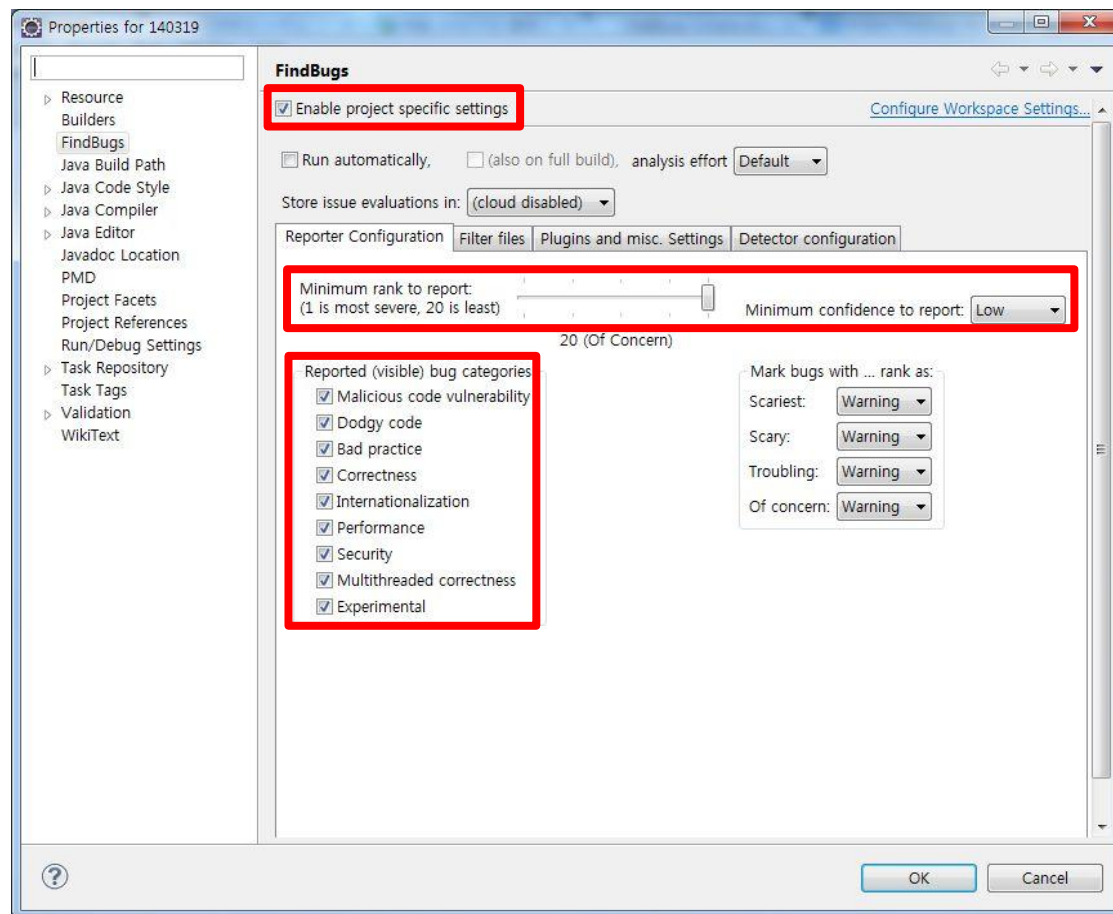 Properties for 140319
FindBugs
Resource
Builders
FindBugs
Java Build Path
Java Code Style
Java Compiler
Java Editor
Javadoc Location
PMD
Project Facets
Project References
Run/Debug Settings
Task Repository
Task Tags
Validation
WikiText
Enable project specific settings
Configure Workspace Settings...
Run automatically, (also on full build), analysis effort Default
Store issue evaluations in: (cloud disabled)
Reporter Configuration Filter files Plugins and misc. Settings Detector configuration
Minimum rank to report:
(1 is most severe, 20 is least)
Minimum confidence to report: Low
20 (Of Concern)
Reported (visible) bug categories
Malicious code vulnerability
Dodgy code
Bad practice
Correctness
Internationalization
Performance
Security
Multithreaded correctness
Experimental
Mark bugs with ... rank as:
Scariest: Warning
Scary: Warning
Troubling: Warning
Of concern: Warning
?
OK Cancel